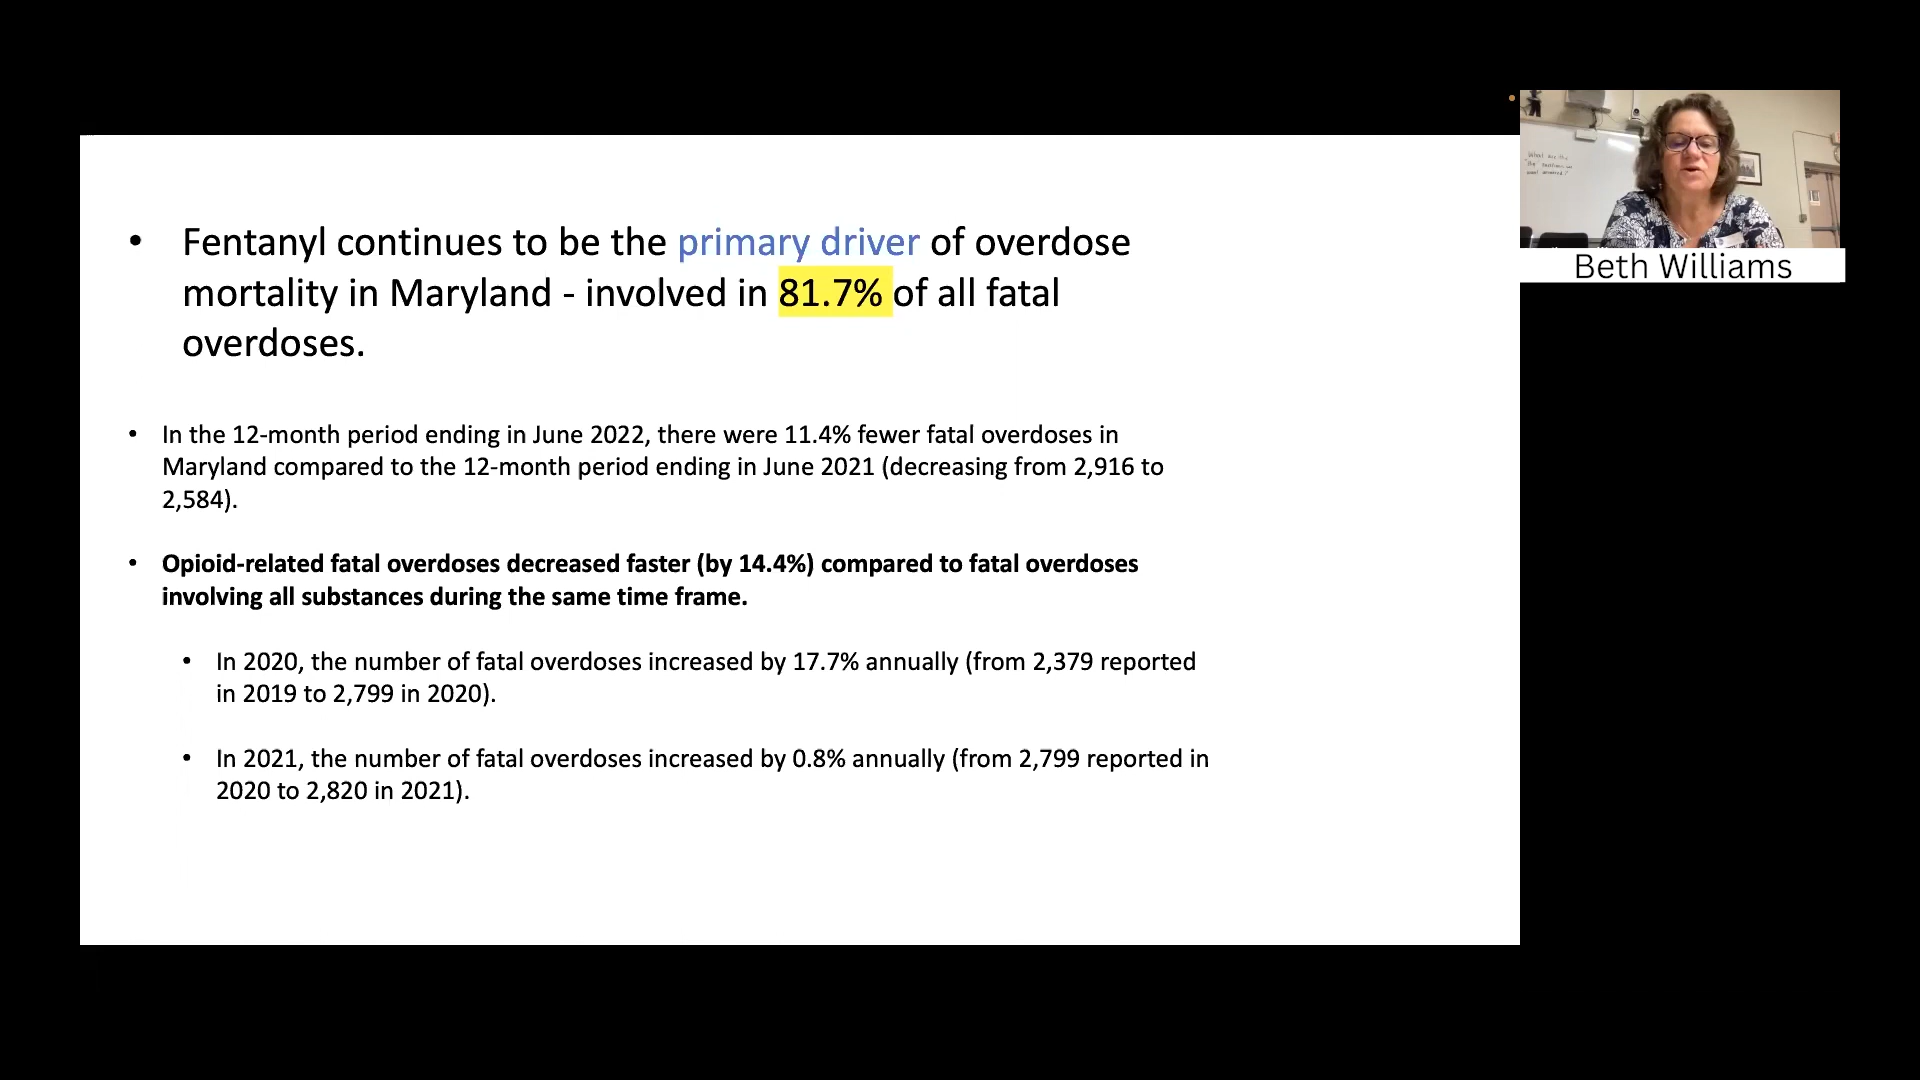 • Fentanyl continues to be the primary driver of overdose
mortality in Maryland - involved in 81.7% of all fatal
overdoses.
• In the 12-month period ending in June 2022, there were 11.4% fewer fatal overdoses in
Maryland compared to the 12-month period ending in June 2021 (decreasing from 2,916 to
2,584).
• Opioid-related fatal overdoses decreased faster (by 14.4%) compared to fatal overdoses
involving all substances during the same time frame.
• In 2020, the number of fatal overdoses increased by 17.7% annually (from 2,379 reported
in 2019 to 2,799 in 2020).
• In 2021, the number of fatal overdoses increased by 0.8% annually (from 2,799 reported in
2020 to 2,820 in 2021).
What are the
"the"
most
Beth Williams